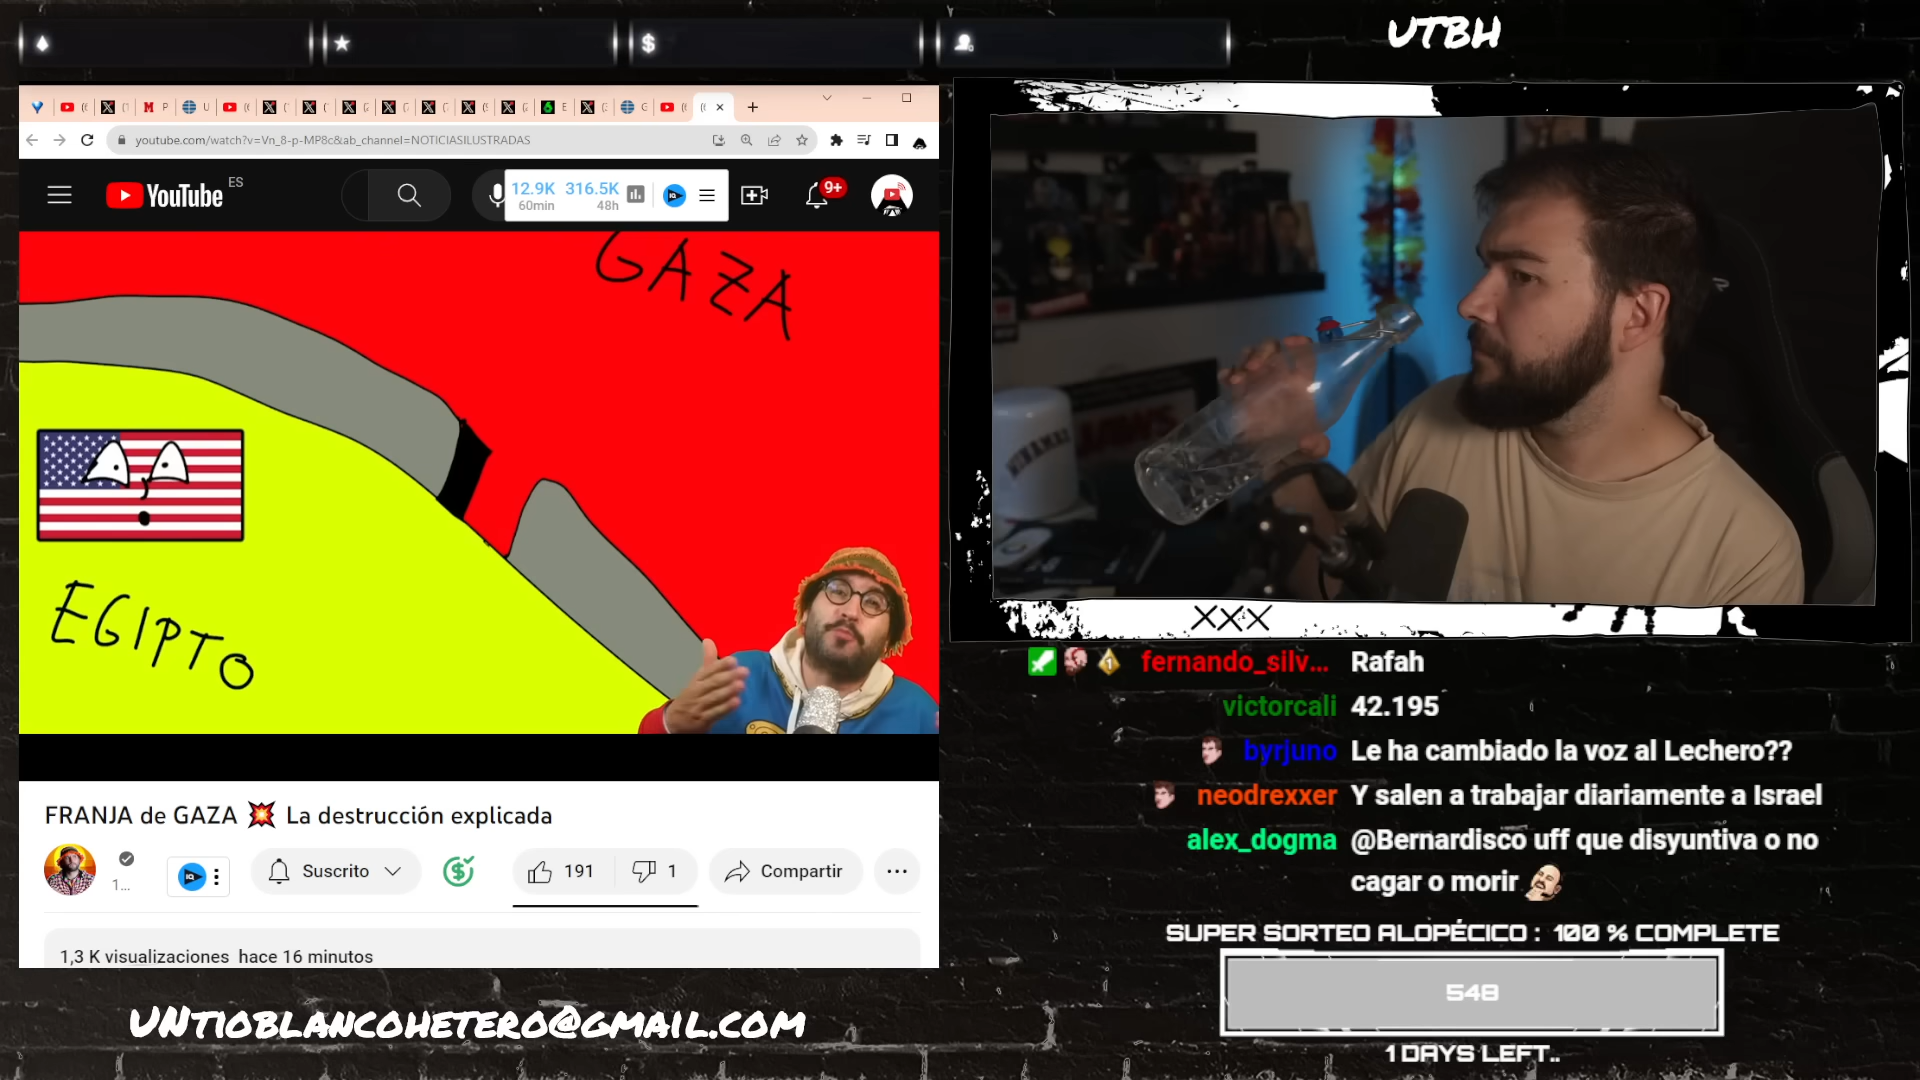 UTBH
youtube.com/watch?v=Vn_8-p-MP8c&ab_channel=NOTICIASILUSTRADAS
YouTube ES
12.9K 316.5K
60min 48h
9+
GAZA
EGIPTO
XXX
FRANJA de GAZA 💥 La destrucción explicada
1...
Suscrito
191
1
Compartir
1,3 K visualizaciones hace 16 minutos
fernando_silv... Rafah
victorcali 42.195
byrjuno Le ha cambiado la voz al Lechero??
neodrexxer Y salen a trabajar diariamente a Israel
alex_dogma @Bernardisco uff que disyuntiva o no
cagar o morir
SUPER SORTEO ALOPÉCICO : 100 % COMPLETE
548
1 DAYS LEFT..
UNTIOBLANCOHETERO@GMAIL.COM